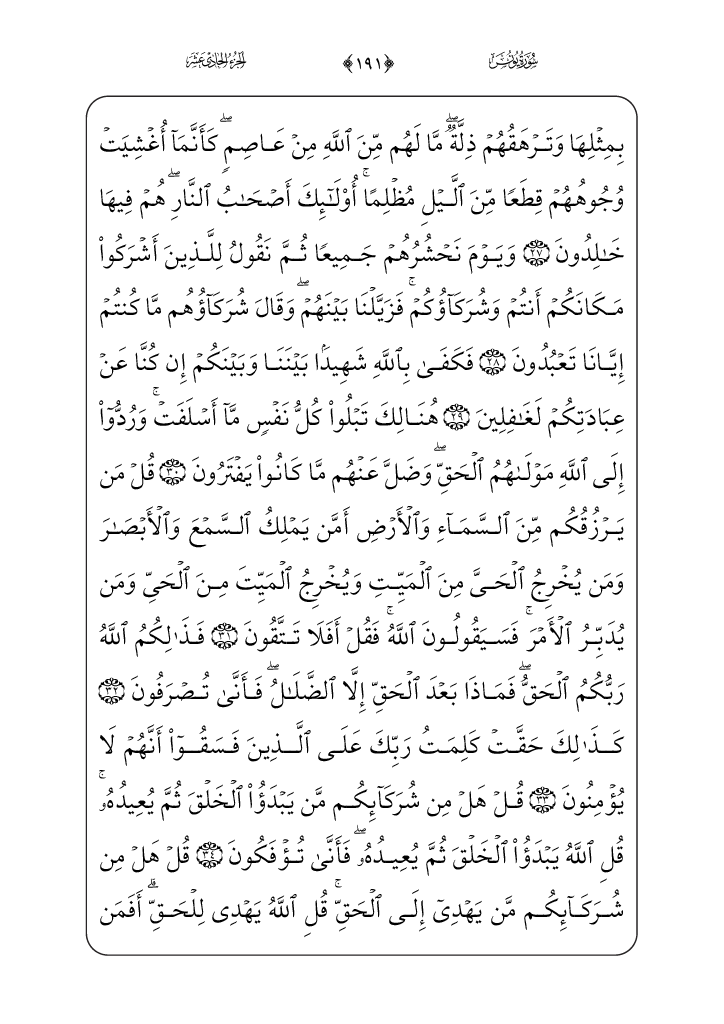 سُورَةُ يُونُسَ ﴿١٩١﴾ الجُزْءُ الحَادِي عَشَرَ
بِمِثْلِهَا وَتَرْهَقُهُمْ ذِلَّةٌۖ مَّا لَهُم مِّنَ ٱللَّهِ مِنْ عَاصِمٍۖ كَأَنَّمَآ أُغْشِيَتْ
وُجُوهُهُمْ قِطَعًا مِّنَ ٱلَّيْلِ مُظْلِمًاۚ أُوْلَٰٓئِكَ أَصْحَٰبُ ٱلنَّارِۖ هُمْ فِيهَا
خَٰلِدُونَ ٢٧ وَيَوْمَ نَحْشُرُهُمْ جَمِيعًا ثُمَّ نَقُولُ لِلَّذِينَ أَشْرَكُواْ
مَكَانَكُمْ أَنتُمْ وَشُرَكَآؤُكُمْۚ فَزَيَّلْنَا بَيْنَهُمْۖ وَقَالَ شُرَكَآؤُهُم مَّا كُنتُمْ
إِيَّانَا تَعْبُدُونَ ٢٨ فَكَفَىٰ بِٱللَّهِ شَهِيدًۢا بَيْنَنَا وَبَيْنَكُمْ إِن كُنَّا عَنْ
عِبَادَتِكُمْ لَغَٰفِلِينَ ٢٩ هُنَالِكَ تَبْلُواْ كُلُّ نَفْسٍ مَّآ أَسْلَفَتْۚ وَرُدُّوٓاْ
إِلَى ٱللَّهِ مَوْلَىٰهُمُ ٱلْحَقِّۖ وَضَلَّ عَنْهُم مَّا كَانُواْ يَفْتَرُونَ ٣٠ قُلْ مَن
يَرْزُقُكُم مِّنَ ٱلسَّمَآءِ وَٱلْأَرْضِ أَمَّن يَمْلِكُ ٱلسَّمْعَ وَٱلْأَبْصَٰرَ
وَمَن يُخْرِجُ ٱلْحَىَّ مِنَ ٱلْمَيِّتِ وَيُخْرِجُ ٱلْمَيِّتَ مِنَ ٱلْحَىِّ وَمَن
يُدَبِّرُ ٱلْأَمْرَۚ فَسَيَقُولُونَ ٱللَّهُۚ فَقُلْ أَفَلَا تَتَّقُونَ ٣١ فَذَٰلِكُمُ ٱللَّهُ
رَبُّكُمُ ٱلْحَقُّۖ فَمَاذَا بَعْدَ ٱلْحَقِّ إِلَّا ٱلضَّلَٰلُۖ فَأَنَّىٰ تُصْرَفُونَ ٣٢
كَذَٰلِكَ حَقَّتْ كَلِمَتُ رَبِّكَ عَلَى ٱلَّذِينَ فَسَقُوٓاْ أَنَّهُمْ لَا
يُؤْمِنُونَ ٣٣ قُلْ هَلْ مِن شُرَكَآئِكُم مَّن يَبْدَؤُاْ ٱلْخَلْقَ ثُمَّ يُعِيدُهُۥۚ
قُلِ ٱللَّهُ يَبْدَؤُاْ ٱلْخَلْقَ ثُمَّ يُعِيدُهُۥۖ فَأَنَّىٰ تُؤْفَكُونَ ٣٤ قُلْ هَلْ مِن
شُرَكَآئِكُم مَّن يَهْدِىٓ إِلَى ٱلْحَقِّۚ قُلِ ٱللَّهُ يَهْدِى لِلْحَقِّۗ أَفَمَن